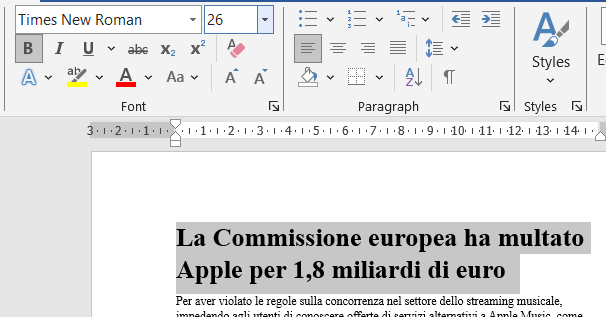 Times New Roman 26
B I U abc x₂ x²
A ab A Aa A A
A Z ¶
Font
Paragraph
Styles
Styles
3 2 1 1 2 3 4 5 6 7 8 9 10 11 12 13 14
La Commissione europea ha multato
Apple per 1,8 miliardi di euro
Per aver violato le regole sulla concorrenza nel settore dello streaming musicale,
impedendo agli utenti di conoscere offerte di servizi alternativi a Apple Music, come